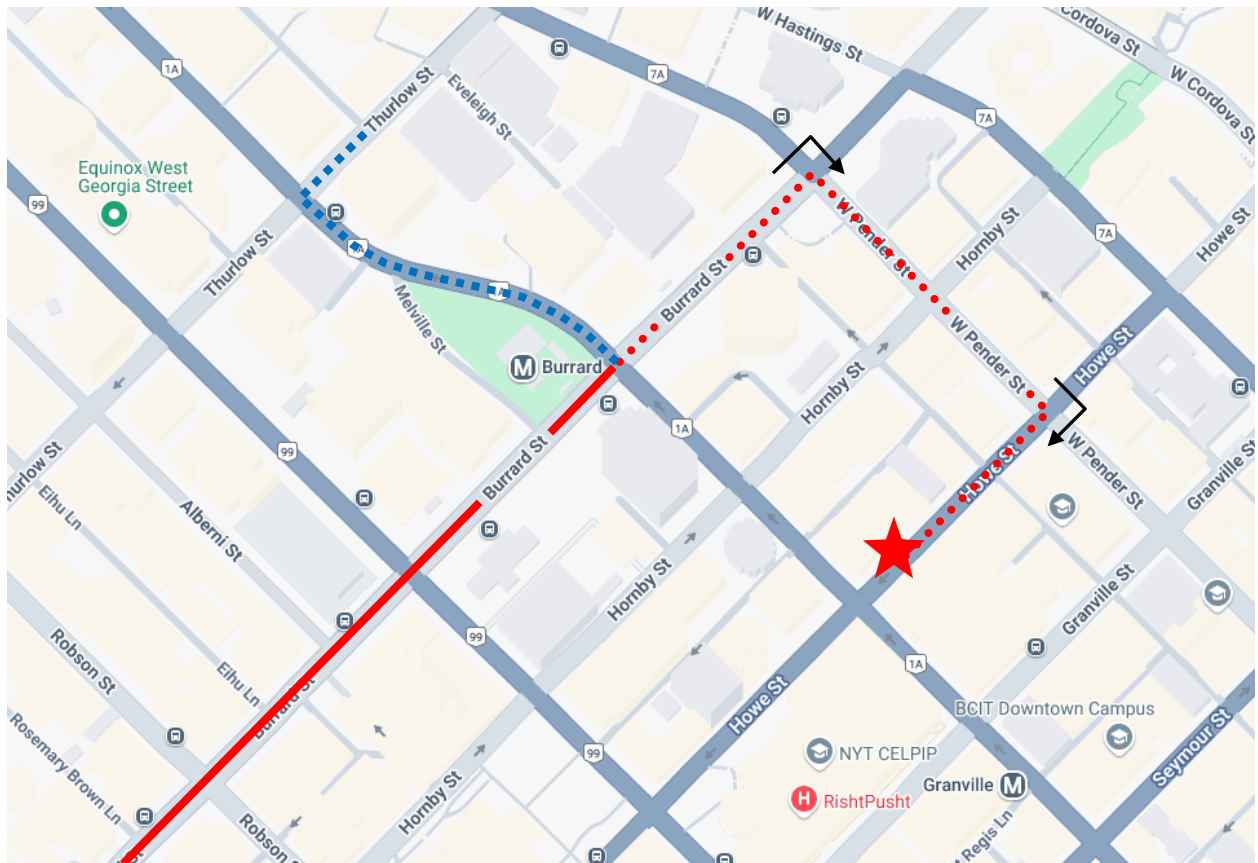 W Hastings St
Cordova St
W Cordova St
1A
7A
Thurlow St
Eveleigh St
7A
Equinox West
Georgia Street
99
Thurlow St
W Pender St
Hornby St
7A
Howe St
Burrard St
Melville St
W Pender St
Howe St
M
Burrard
Hornby St
1A
99
Burrard St
Howe St
W Pender St
Granville St
Thurlow St
Eihu Ln
Alberni St
Hornby St
Granville St
Robson St
Eihu Ln
99
1A
Burrard St
Howe St
BCIT Downtown Campus
NYT CELPIP
Seymour St
Rosemary Brown Ln
Hornby St
99
Granville
M
H
RishtPusht
Robson St
t Regis Ln